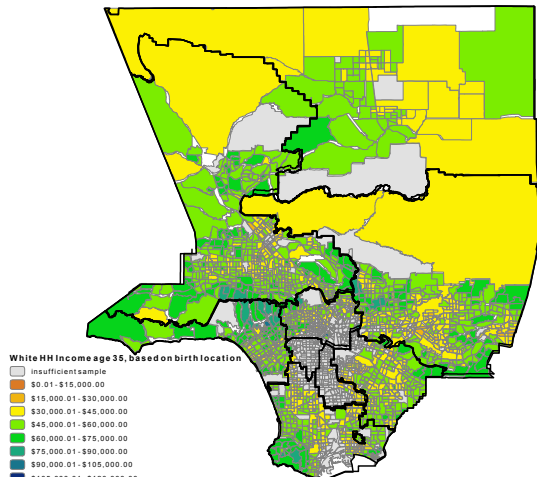 White HH Income age 35, based on birth location
insufficient sample
$0.01 - $15,000.00
$15,000.01 - $30,000.00
$30,000.01 - $45,000.00
$45,000.01 - $60,000.00
$60,000.01 - $75,000.00
$75,000.01 - $90,000.00
$90,000.01 - $105,000.00